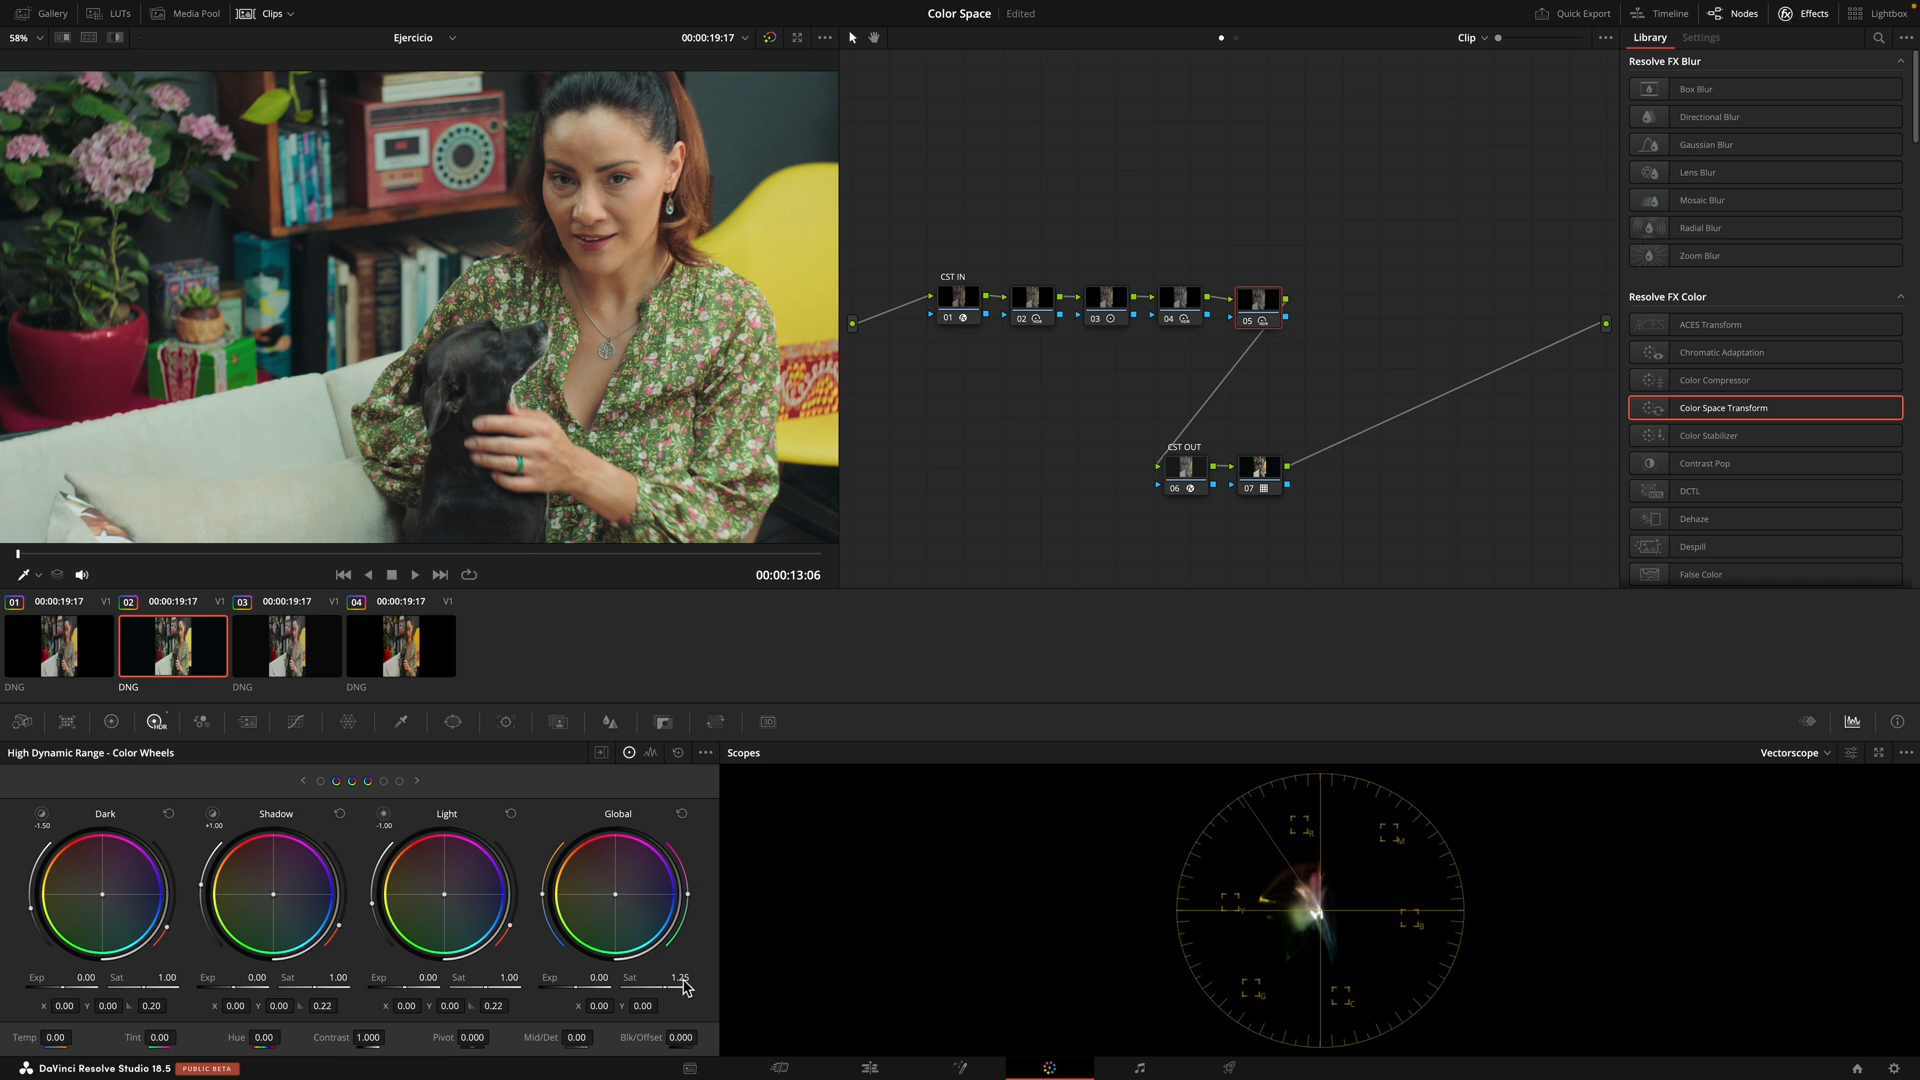 Gallery LUTs Media Pool Clips Color Space Edited Quick Export Timeline Nodes Effects Lightbox
58% Ejercicio 00:00:19:17 Clip Library Settings
Resolve FX Blur
Box Blur
Directional Blur
Gaussian Blur
Lens Blur
Mosaic Blur
Radial Blur
Zoom Blur
Resolve FX Color
ACES Transform
Chromatic Adaptation
Color Compressor
Color Space Transform
Color Stabilizer
Contrast Pop
DCTL
Dehaze
Despill
False Color
CST IN
01 02 03 04 05
CST OUT
06 07
00:00:13:06
01 00:00:19:17 V1 02 00:00:19:17 V1 03 00:00:19:17 V1 04 00:00:19:17 V1
DNG DNG DNG DNG
HDR 3D
High Dynamic Range - Color Wheels Scopes Vectorscope
Dark Shadow Light Global
-1.50 +1.00 -1.00
R M
Y B
G C
Exp 0.00 Sat 1.00 Exp 0.00 Sat 1.00 Exp 0.00 Sat 1.00 Exp 0.00 Sat 1.25
X 0.00 Y 0.00 0.20 X 0.00 Y 0.00 0.22 X 0.00 Y 0.00 0.22 X 0.00 Y 0.00
Temp 0.00 Tint 0.00 Hue 0.00 Contrast 1.000 Pivot 0.000 Mid/Det 0.00 Blk/Offset 0.000
DaVinci Resolve Studio 18.5 PUBLIC BETA